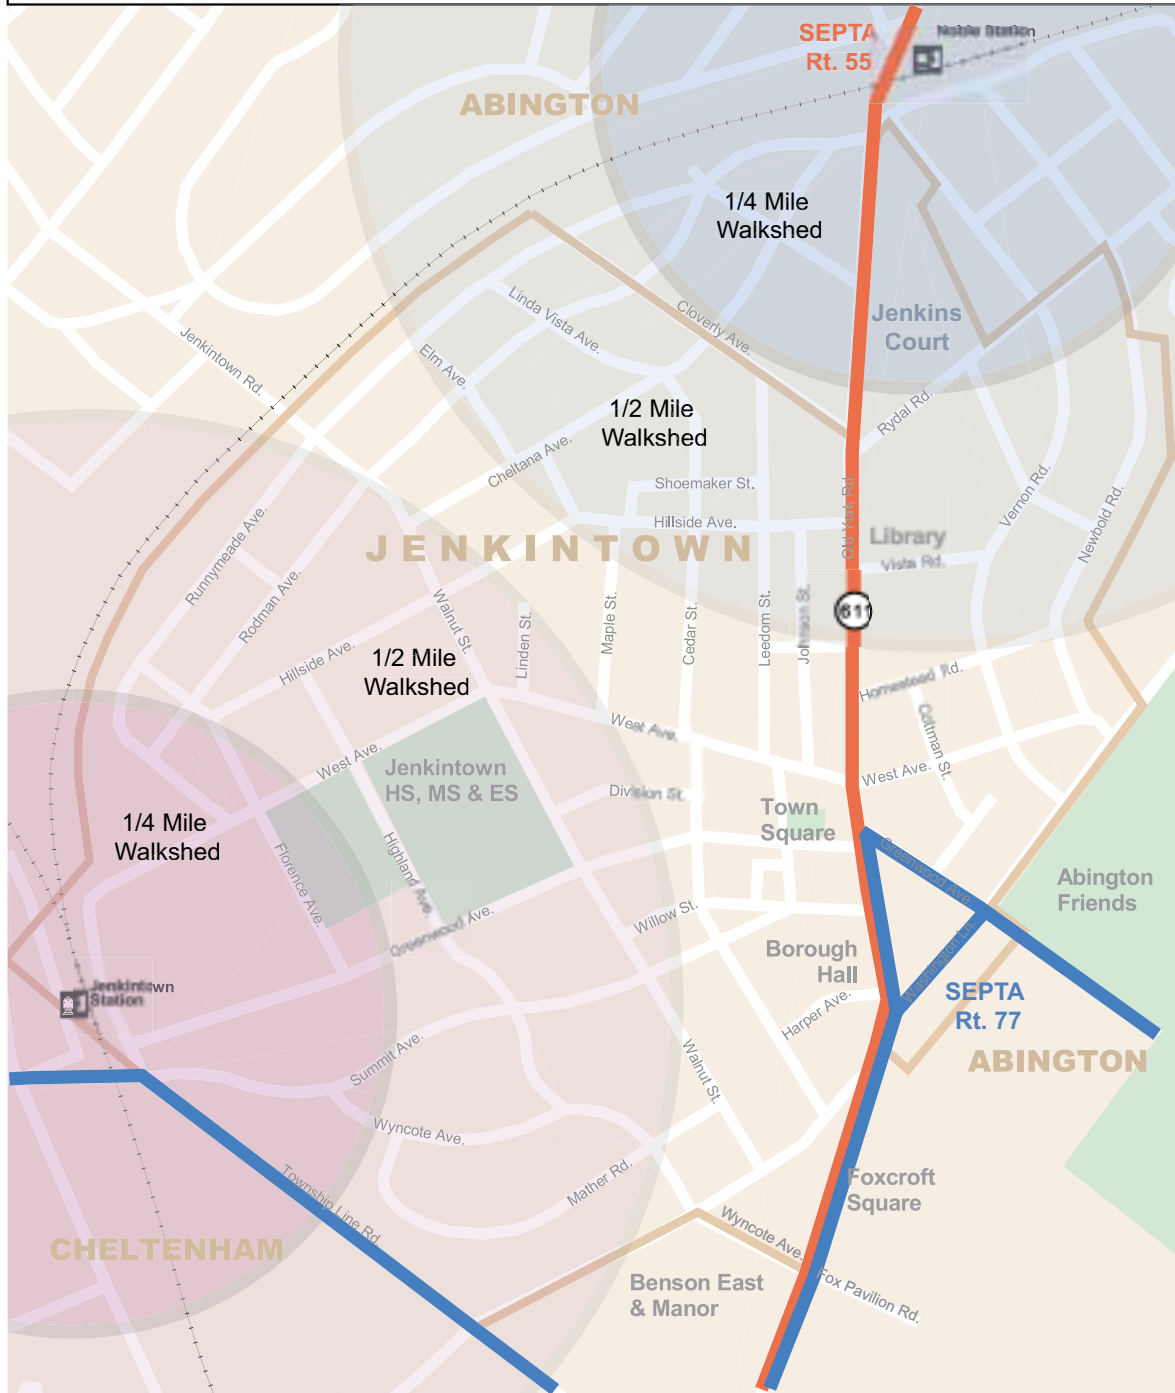 SEPTA
Rt. 55
Noble Station
ABINGTON
1/4 Mile
Walkshed
Jenkins
Court
Linda Vista Ave.
Cloverly Ave.
Jenkintown Rd.
Elm Ave.
1/2 Mile
Walkshed
Rydal Rd.
Cheltana Ave.
Shoemaker St.
Hillside Ave.
Old York Rd.
Vernon Rd.
Newbold Rd.
Library
Vista Rd.
JENKINTOWN
Runnymeade Ave.
Rodman Ave.
611
Walnut St.
Linden St.
Maple St.
Cedar St.
Leedom St.
Johnson St.
Hillside Ave.
1/2 Mile
Walkshed
Homestead Rd.
Cottman St.
West Ave.
West Ave.
West Ave.
Jenkintown
HS, MS & ES
Division St.
Town
Square
1/4 Mile
Walkshed
Florence Ave.
Highland Ave.
Greenwood Ave.
Greenwood Ave.
Abington
Friends
Willow St.
Borough
Hall
Washington Ln.
Jenkintown
Station
SEPTA
Rt. 77
Harper Ave.
ABINGTON
Summit Ave.
Walnut St.
Wyncote Ave.
Mather Rd.
Foxcroft
Square
Township Line Rd.
Wyncote Ave.
CHELTENHAM
Benson East
& Manor
Fox Pavilion Rd.